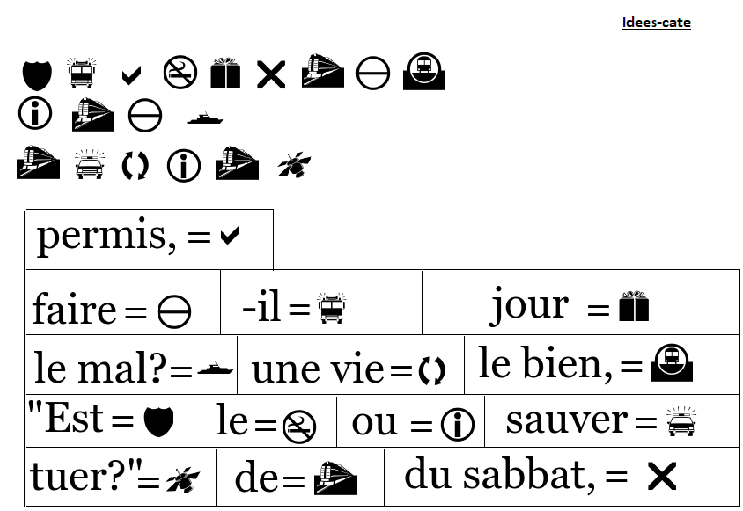 Idees-cate
permis, =
faire =
-il =
jour =
le mal? =
une vie =
le bien, =
"Est =
le =
ou =
sauver =
tuer?" =
de =
du sabbat, =